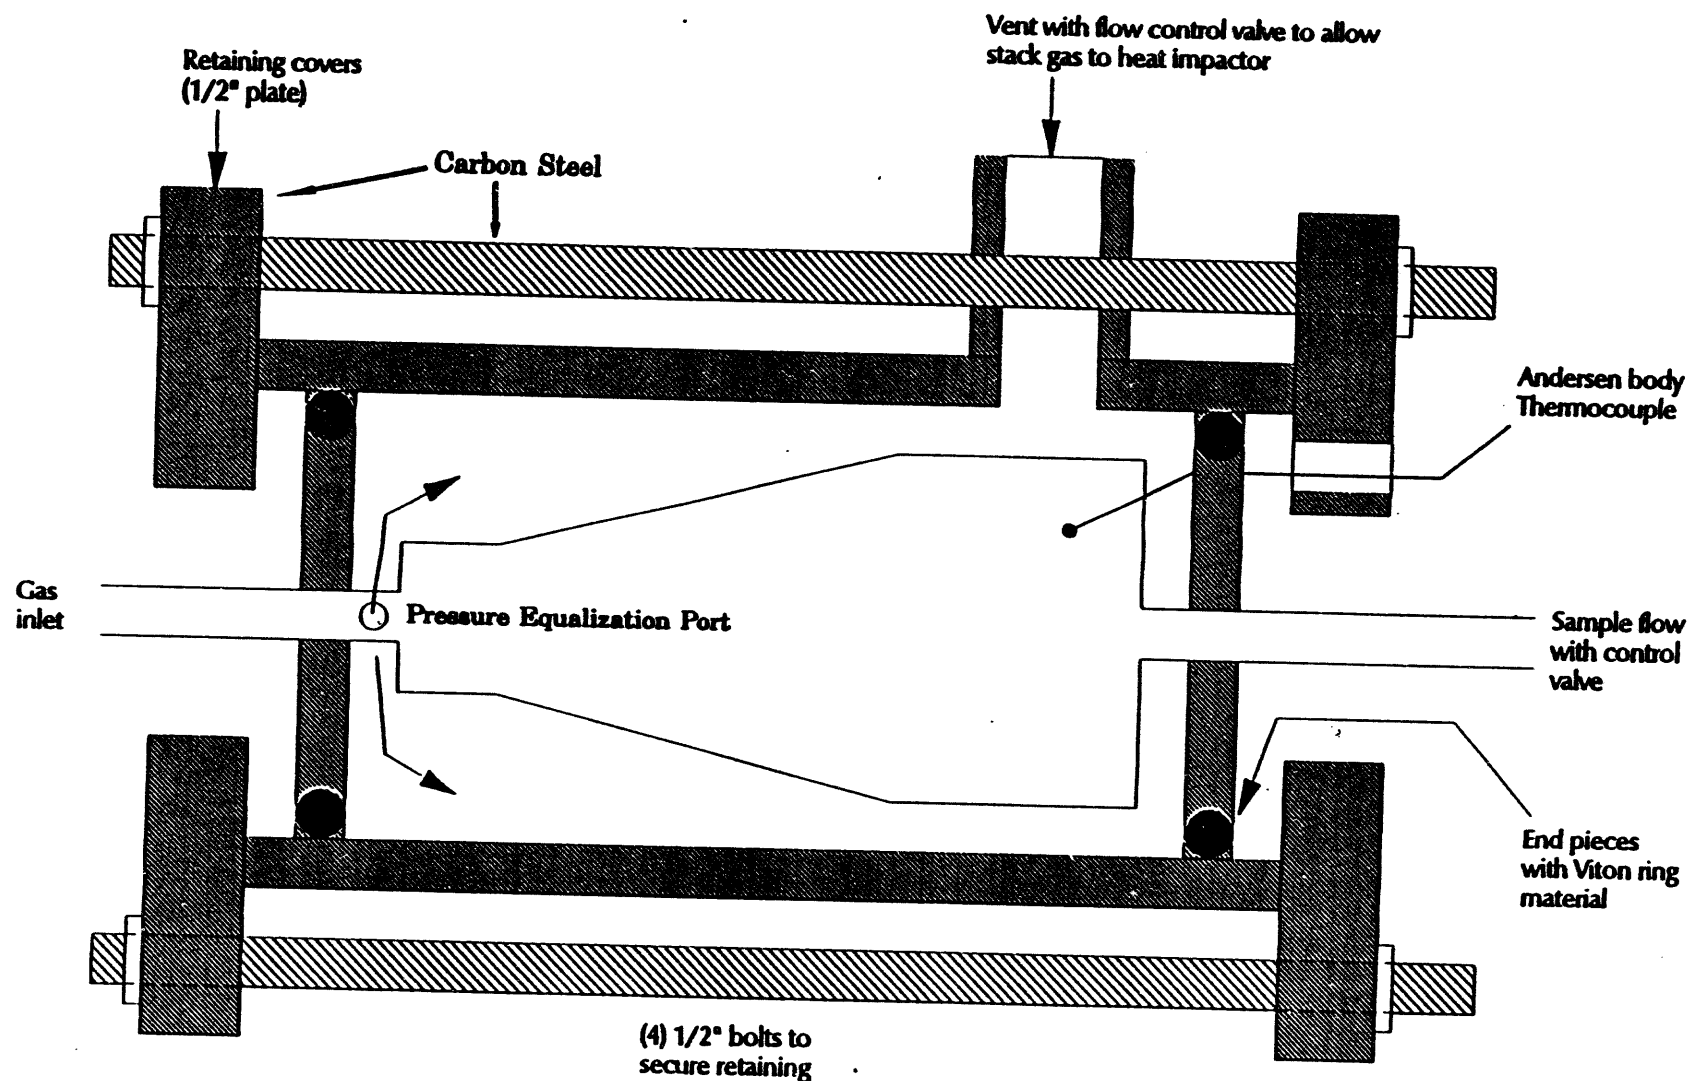 Vent with flow control valve to allow
stack gas to heat impactor
Retaining covers
(1/2" plate)
Carbon Steel
Andersen body
Thermocouple
Gas
inlet
Pressure Equalization Port
Sample flow
with control
valve
End pieces
with Viton ring
material
(4) 1/2" bolts to
secure retaining